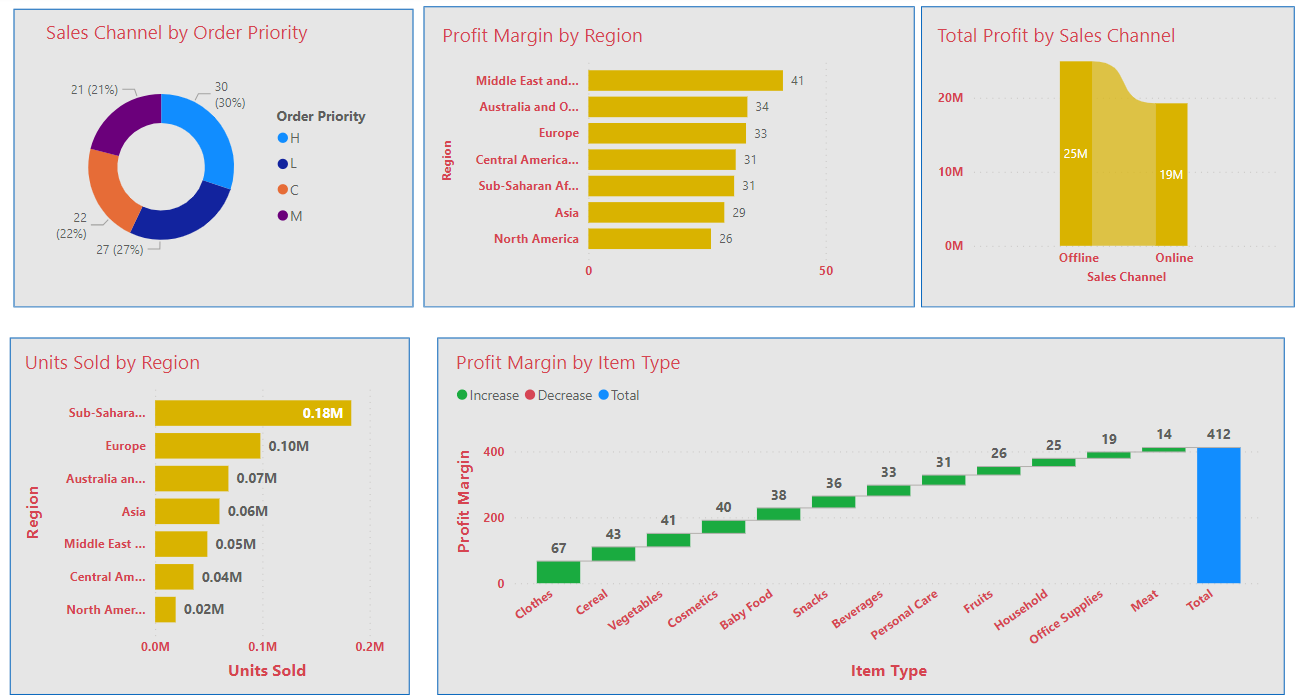 Sales Channel by Order Priority
21 (21%)
30
(30%)
22
(22%)
27 (27%)
Order Priority
H
L
C
M
Profit Margin by Region
Region
Middle East and... 41
Australia and O... 34
Europe 33
Central America... 31
Sub-Saharan Af... 31
Asia 29
North America 26
0 50
Total Profit by Sales Channel
20M
10M
0M
25M
19M
Offline Online
Sales Channel
Units Sold by Region
Region
Sub-Sahara... 0.18M
Europe 0.10M
Australia an... 0.07M
Asia 0.06M
Middle East ... 0.05M
Central Am... 0.04M
North Amer... 0.02M
0.0M 0.1M 0.2M
Units Sold
Profit Margin by Item Type
Increase Decrease Total
Profit Margin
400
200
0
67 43 41 40 38 36 33 31 26 25 19 14 412
Clothes Cereal Vegetables Cosmetics Baby Food Snacks Beverages Personal Care Fruits Household Office Supplies Meat Total
Item Type